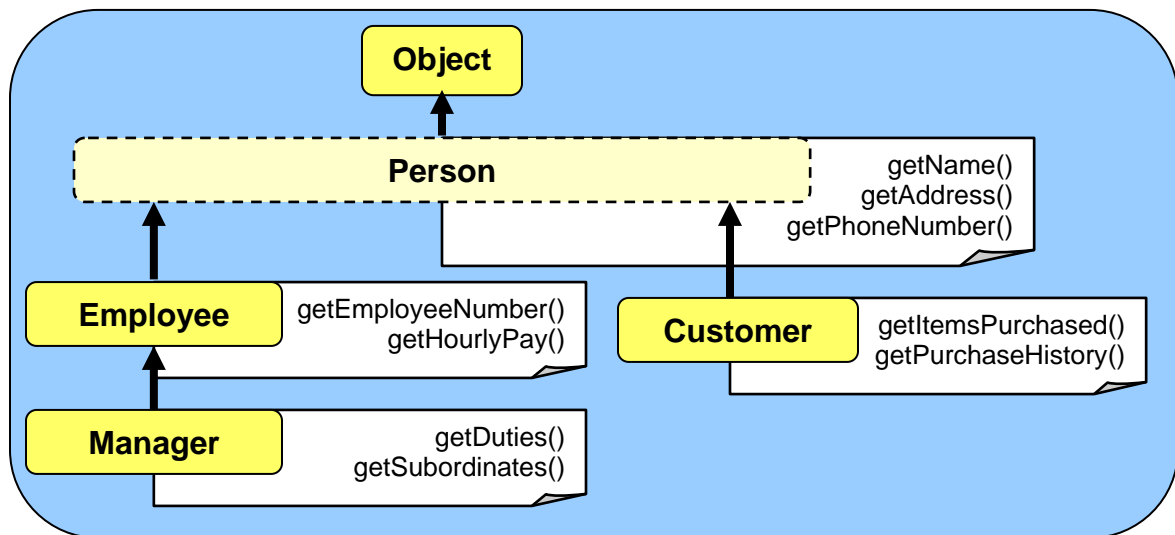 Object
Person
getName()
getAddress()
getPhoneNumber()
Employee
getEmployeeNumber()
getHourlyPay()
Customer
getItemsPurchased()
getPurchaseHistory()
Manager
getDuties()
getSubordinates()